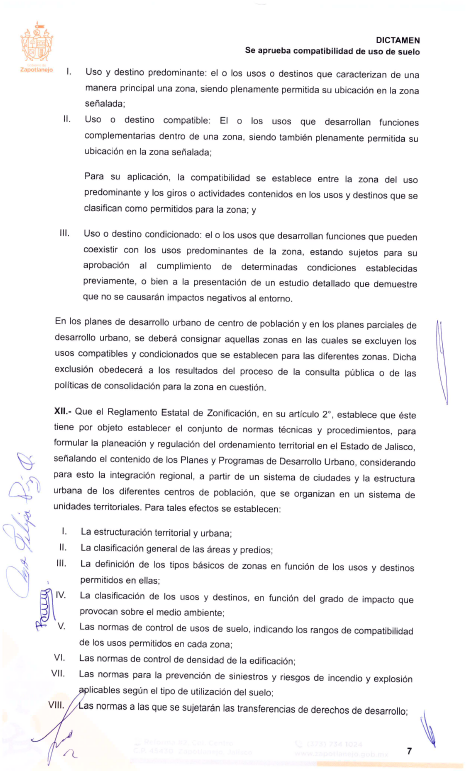 Zapotlanejo
DICTAMEN
Se aprueba compatibilidad de uso de suelo
I. Uso y destino predominante: el o los usos o destinos que caracterizan de una
manera principal una zona, siendo plenamente permitida su ubicación en la zona
señalada;
II. Uso o destino compatible: El o los usos que desarrollan funciones
complementarias dentro de una zona, siendo también plenamente permitida su
ubicación en la zona señalada;
Para su aplicación, la compatibilidad se establece entre la zona del uso
predominante y los giros o actividades contenidos en los usos y destinos que se
clasifican como permitidos para la zona; y
III. Uso o destino condicionado: el o los usos que desarrollan funciones que pueden
coexistir con los usos predominantes de la zona, estando sujetos para su
aprobación al cumplimiento de determinadas condiciones establecidas
previamente, o bien a la presentación de un estudio detallado que demuestre
que no se causarán impactos negativos al entorno.
En los planes de desarrollo urbano de centro de población y en los planes parciales de
desarrollo urbano, se deberá consignar aquellas zonas en las cuales se excluyen los
usos compatibles y condicionados que se establecen para las diferentes zonas. Dicha
exclusión obedecerá a los resultados del proceso de la consulta pública o de las
políticas de consolidación para la zona en cuestión.
XII.- Que el Reglamento Estatal de Zonificación, en su artículo 2°, establece que éste
tiene por objeto establecer el conjunto de normas técnicas y procedimientos, para
formular la planeación y regulación del ordenamiento territorial en el Estado de Jalisco,
señalando el contenido de los Planes y Programas de Desarrollo Urbano, considerando
para esto la integración regional, a partir de un sistema de ciudades y la estructura
urbana de los diferentes centros de población, que se organizan en un sistema de
unidades territoriales. Para tales efectos se establecen:
I. La estructuración territorial y urbana;
II. La clasificación general de las áreas y predios;
III. La definición de los tipos básicos de zonas en función de los usos y destinos
permitidos en ellas;
IV. La clasificación de los usos y destinos, en función del grado de impacto que
provocan sobre el medio ambiente;
V. Las normas de control de usos de suelo, indicando los rangos de compatibilidad
de los usos permitidos en cada zona;
VI. Las normas de control de densidad de la edificación;
VII. Las normas para la prevención de siniestros y riesgos de incendio y explosión
aplicables según el tipo de utilización del suelo;
VIII. Las normas a las que se sujetarán las transferencias de derechos de desarrollo;
7